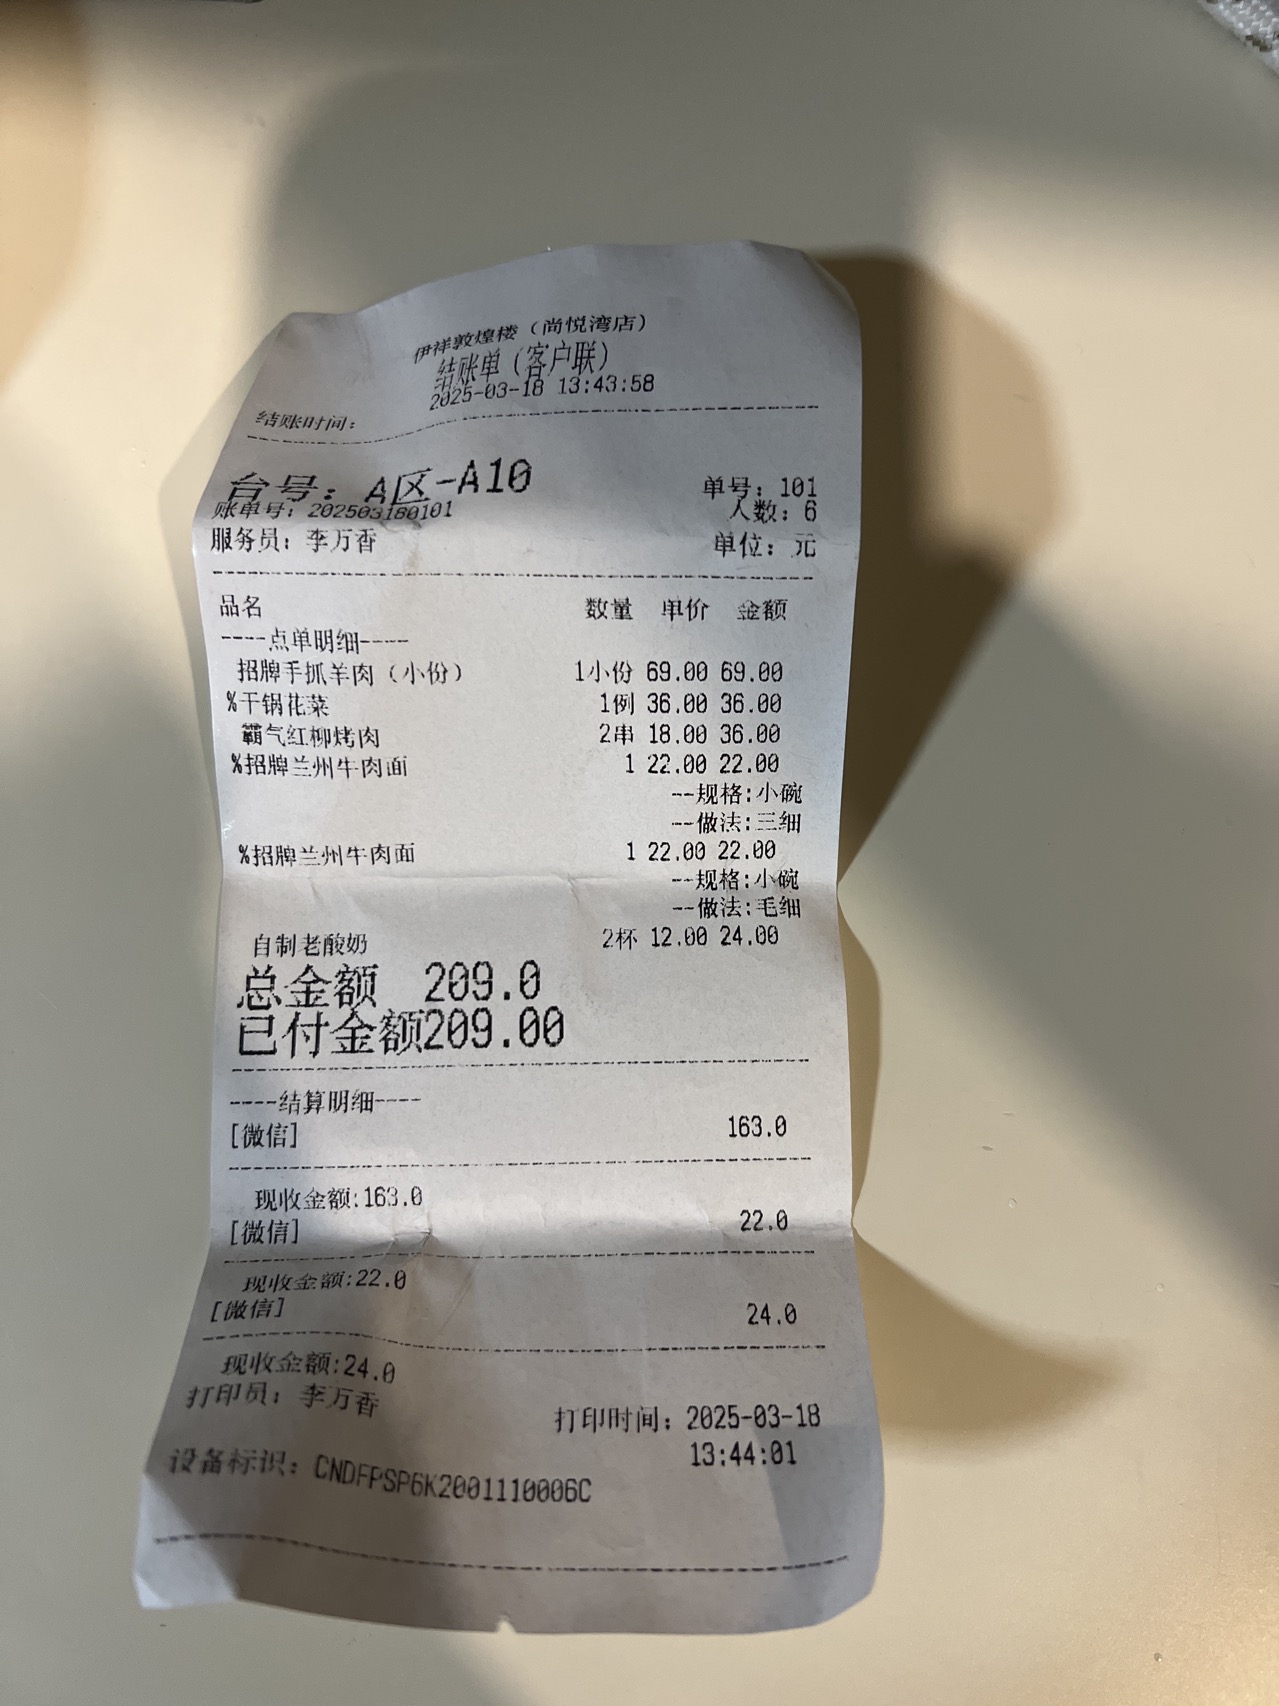 伊祥敦煌楼（尚悦湾店）
结账单（客户联）
结账时间： 2025-03-18 13:43:58
台号：A区-A10 单号：101
账单号：202503180101 人数：6
服务员：李万香 单位：元
品名 数量 单价 金额
----点单明细----
招牌手抓羊肉（小份） 1小份 69.00 69.00
%干锅花菜 1例 36.00 36.00
霸气红柳烤肉 2串 18.00 36.00
%招牌兰州牛肉面 1 22.00 22.00
--规格:小碗
--做法:三细
%招牌兰州牛肉面 1 22.00 22.00
--规格:小碗
--做法:毛细
自制老酸奶 2杯 12.00 24.00
总金额 209.0
已付金额209.00
----结算明细----
[微信] 163.0
现收金额:163.0
[微信] 22.0
现收金额:22.0
[微信] 24.0
现收金额:24.0
打印员：李万香
打印时间：2025-03-18
13:44:01
设备标识：CNDFPSP6K2001110006C